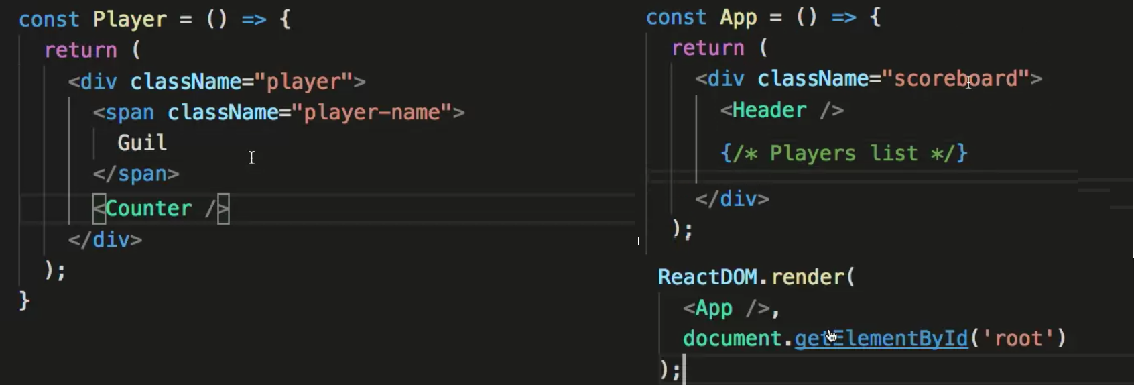 const Player = () => {
return (
<div className="player">
<span className="player-name">
Guil
</span>
<Counter />
</div>
);
}
const App = () => {
return (
<div className="scoreboard">
<Header />
{/* Players list */}
</div>
);
ReactDOM.render(
<App />,
document.getElementById('root')
);